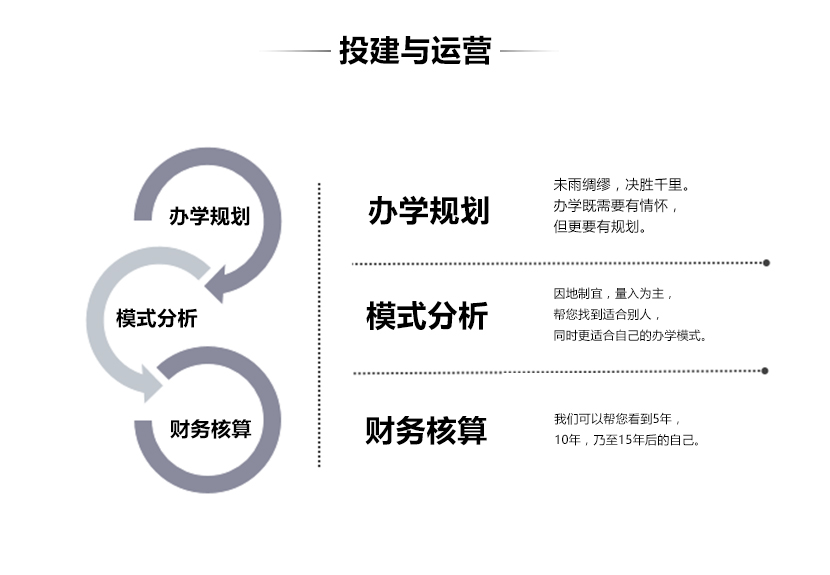 投建与运营
办学规划
模式分析
财务核算
办学规划
未雨绸缪，决胜千里。
办学既需要有情怀，
但更要有规划。
模式分析
因地制宜，量入为主，
帮您找到适合别人，
同时更适合自己的办学模式。
财务核算
我们可以帮您看到5年，
10年，乃至15年后的自己。